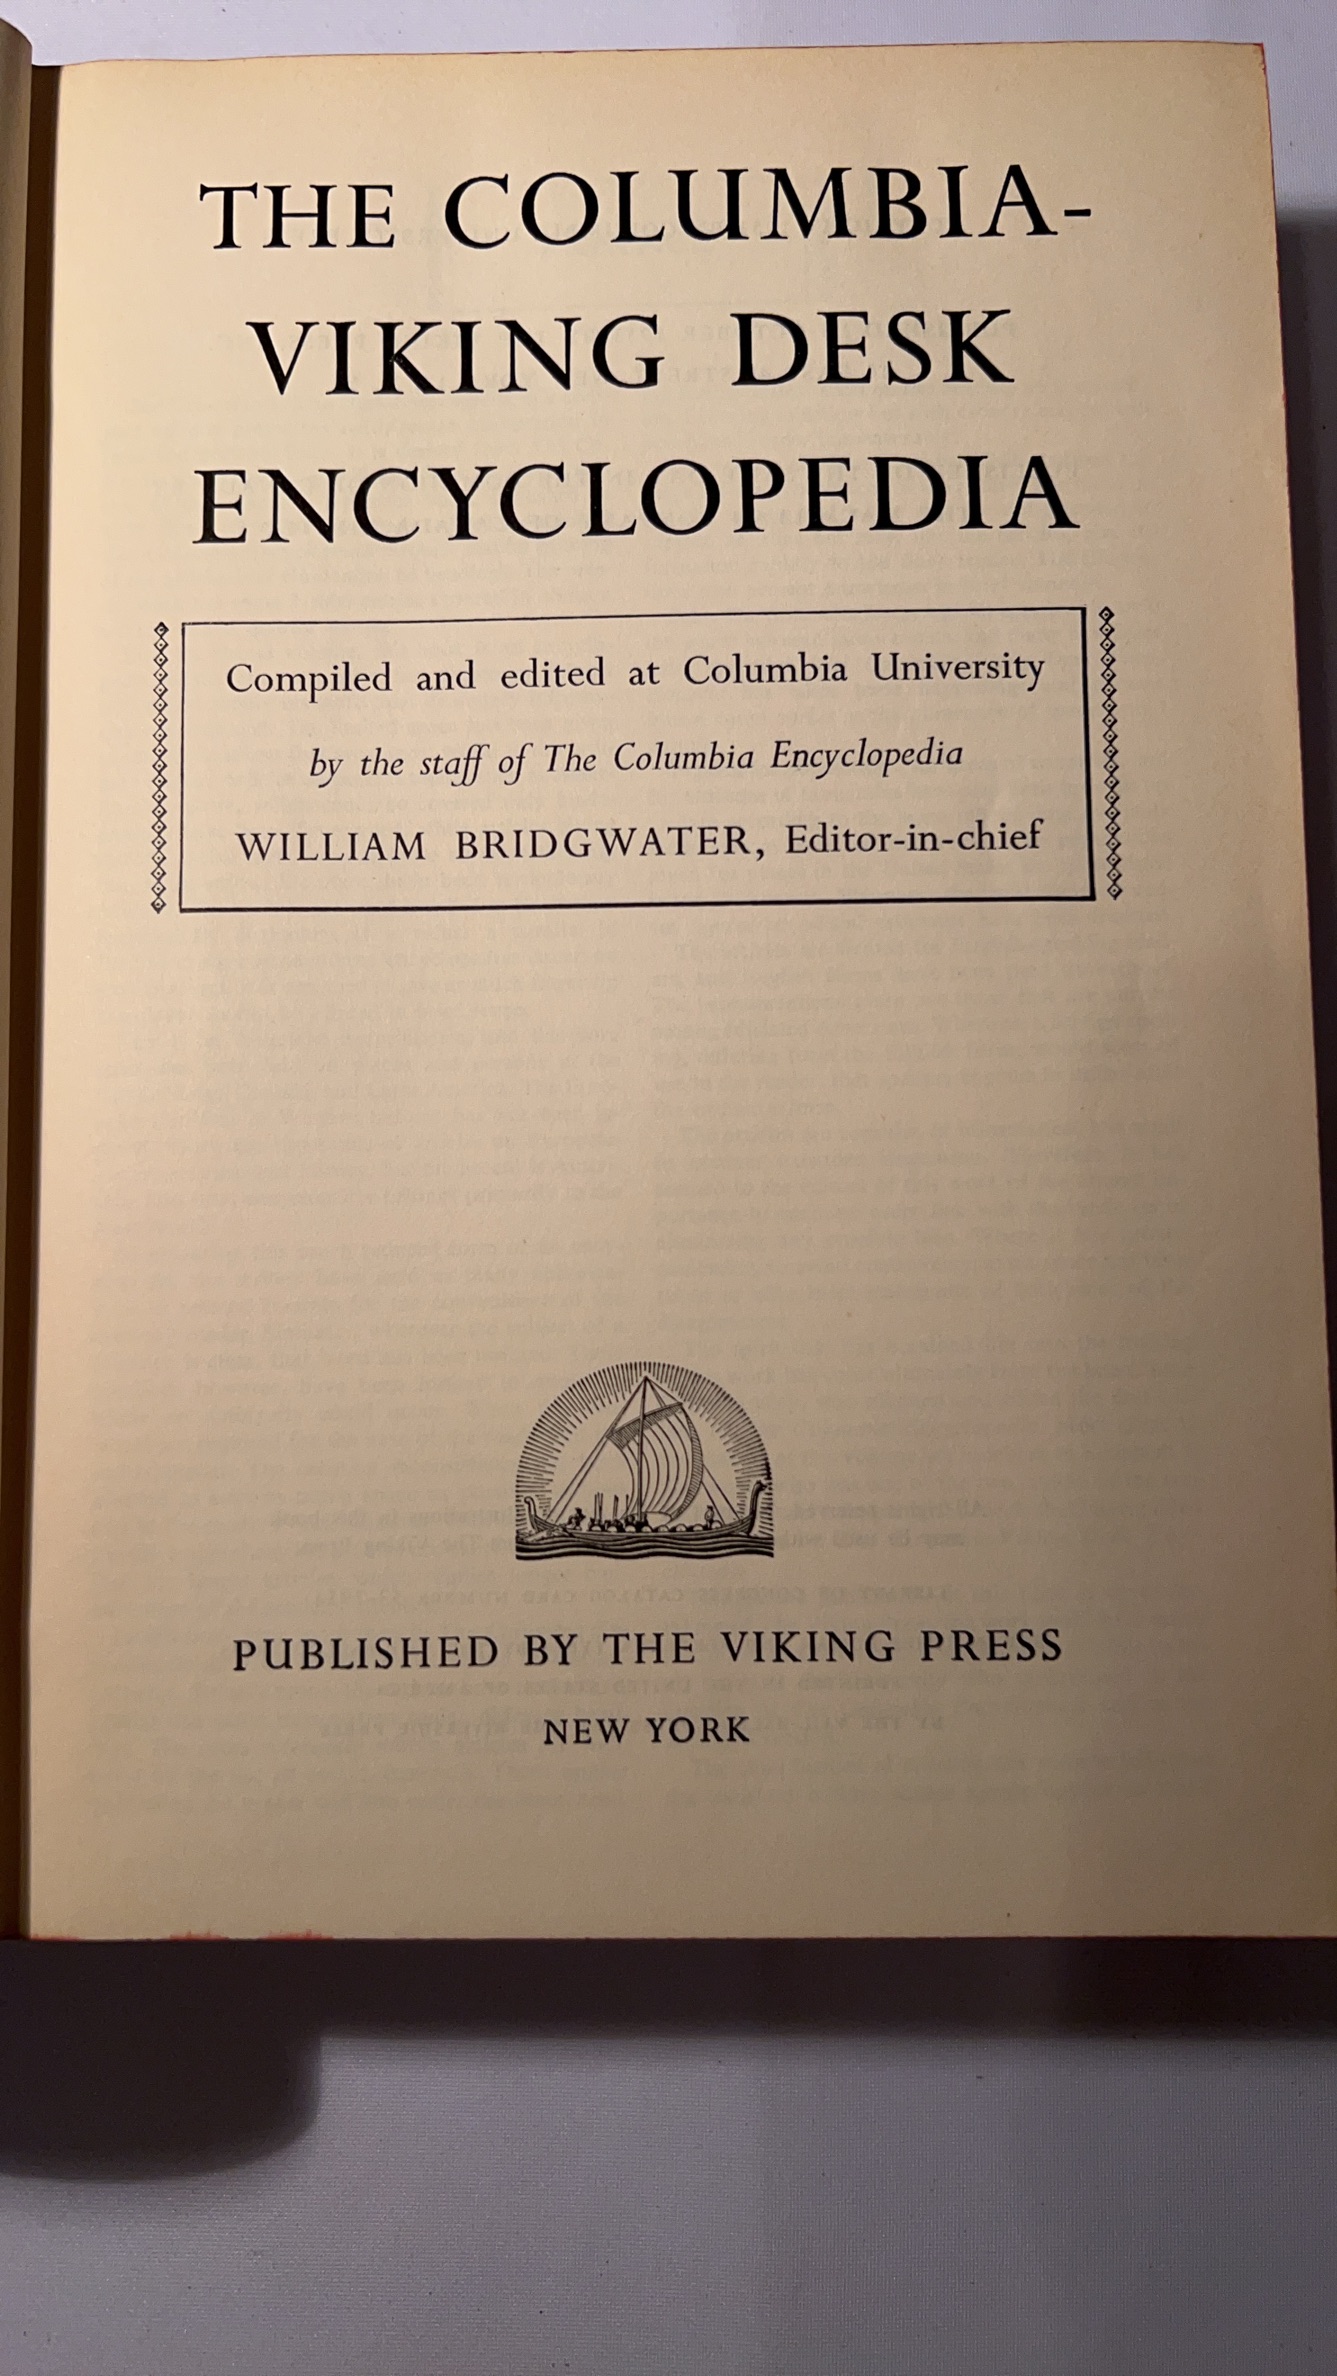 THE COLUMBIA-
VIKING DESK
ENCYCLOPEDIA
Compiled and edited at Columbia University
by the staff of The Columbia Encyclopedia
WILLIAM BRIDGWATER, Editor-in-chief
PUBLISHED BY THE VIKING PRESS
NEW YORK